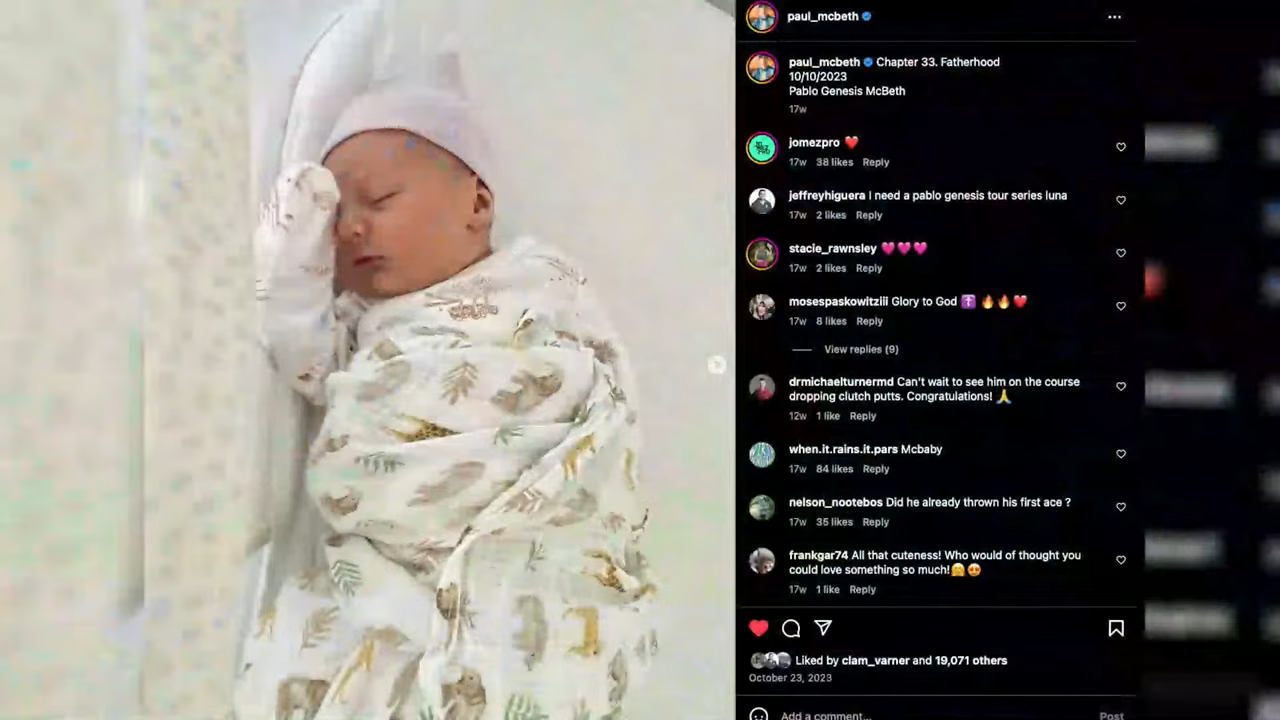 paul_mcbeth
paul_mcbeth Chapter 33. Fatherhood
10/10/2023
Pablo Genesis McBeth
17w
jomezpro ❤️
17w 38 likes Reply
jeffreyhiguera I need a pablo genesis tour series luna
17w 2 likes Reply
stacie_rawnsley 💗💗💗
17w 2 likes Reply
mosespaskowitziii Glory to God ✝️ 🔥🔥❤️
17w 8 likes Reply
View replies (9)
drmichaelturnermd Can't wait to see him on the course
dropping clutch putts. Congratulations! 🙏
12w 1 like Reply
when.it.rains.it.pars Mcbaby
17w 84 likes Reply
nelson_nootebos Did he already thrown his first ace ?
17w 35 likes Reply
frankgar74 All that cuteness! Who would of thought you
could love something so much!🤗😍
17w 1 like Reply
Liked by clam_varner and 19,071 others
October 23, 2023
Add a comment...
Post